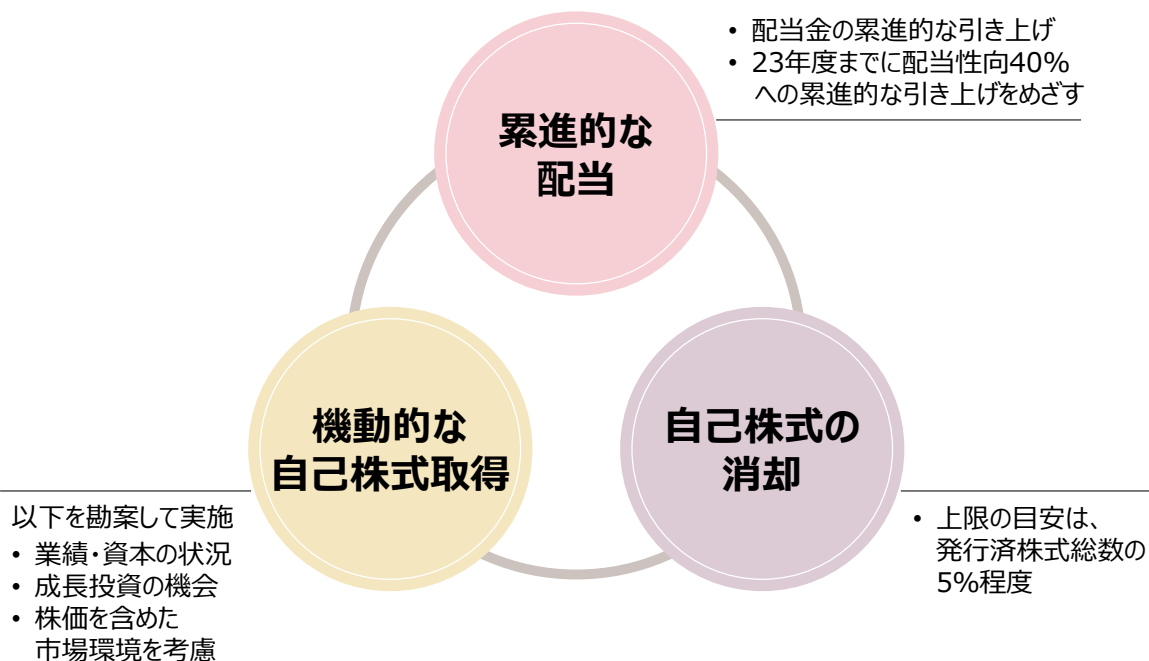 • 配当金の累進的な引き上げ
• 23年度までに配当性向40%
への累進的な引き上げをめざす
累進的な
配当
機動的な
自己株式取得
自己株式の
消却
以下を勘案して実施
• 業績・資本の状況
• 成長投資の機会
• 株価を含めた
市場環境を考慮
• 上限の目安は、
発行済株式総数の
5%程度